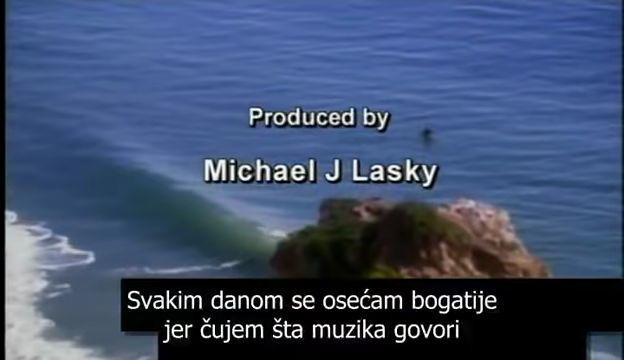 Produced by
Michael J Lasky
Svakim danom se osećam bogatije
jer čujem šta muzika govori